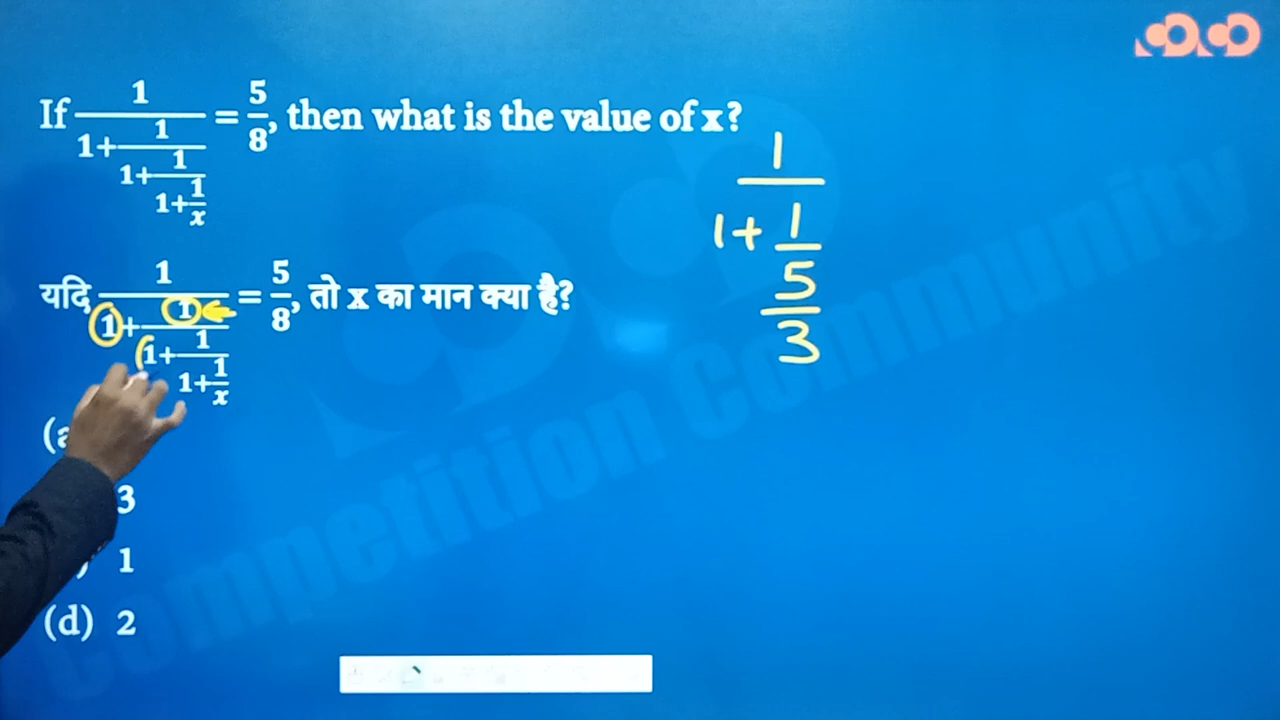 If 1/(1+1/(1+1/(1+1/x))) = 5/8, then what is the value of x?
यदि 1/(1+1/(1+1/(1+1/x))) = 5/8, तो x का मान क्या है?
(a
3
) 1
(d) 2
1
1+ 1
5
3
Competition Community